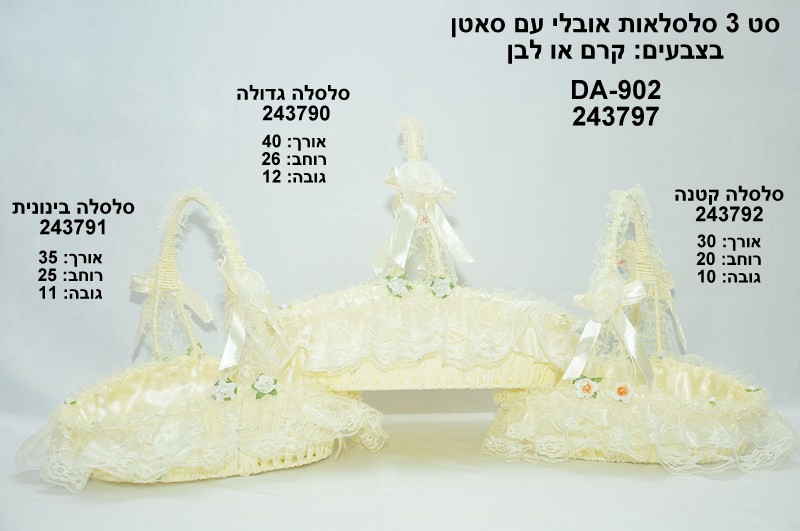 סט 3 סלסלאות אובלי עם סאטן
בצבעים: קרם או לבן
DA-902
243797
סלסלה גדולה
243790
אורך: 40
רוחב: 26
גובה: 12
סלסלה קטנה
243792
אורך: 30
רוחב: 20
גובה: 10
סלסלה בינונית
243791
אורך: 35
רוחב: 25
גובה: 11